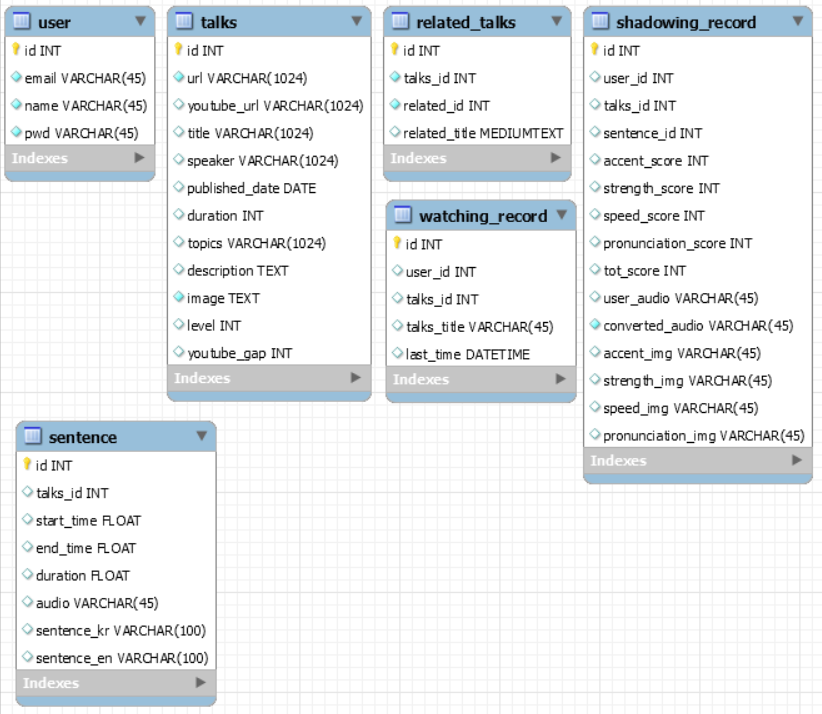 user
id INT
email VARCHAR(45)
name VARCHAR(45)
pwd VARCHAR(45)
Indexes
talks
id INT
url VARCHAR(1024)
youtube_url VARCHAR(1024)
title VARCHAR(1024)
speaker VARCHAR(1024)
published_date DATE
duration INT
topics VARCHAR(1024)
description TEXT
image TEXT
level INT
youtube_gap INT
Indexes
related_talks
id INT
talks_id INT
related_id INT
related_title MEDIUMTEXT
Indexes
watching_record
id INT
user_id INT
talks_id INT
talks_title VARCHAR(45)
last_time DATETIME
Indexes
shadowing_record
id INT
user_id INT
talks_id INT
sentence_id INT
accent_score INT
strength_score INT
speed_score INT
pronunciation_score INT
tot_score INT
user_audio VARCHAR(45)
converted_audio VARCHAR(45)
accent_img VARCHAR(45)
strength_img VARCHAR(45)
speed_img VARCHAR(45)
pronunciation_img VARCHAR(45)
Indexes
sentence
id INT
talks_id INT
start_time FLOAT
end_time FLOAT
duration FLOAT
audio VARCHAR(45)
sentence_kr VARCHAR(100)
sentence_en VARCHAR(100)
Indexes